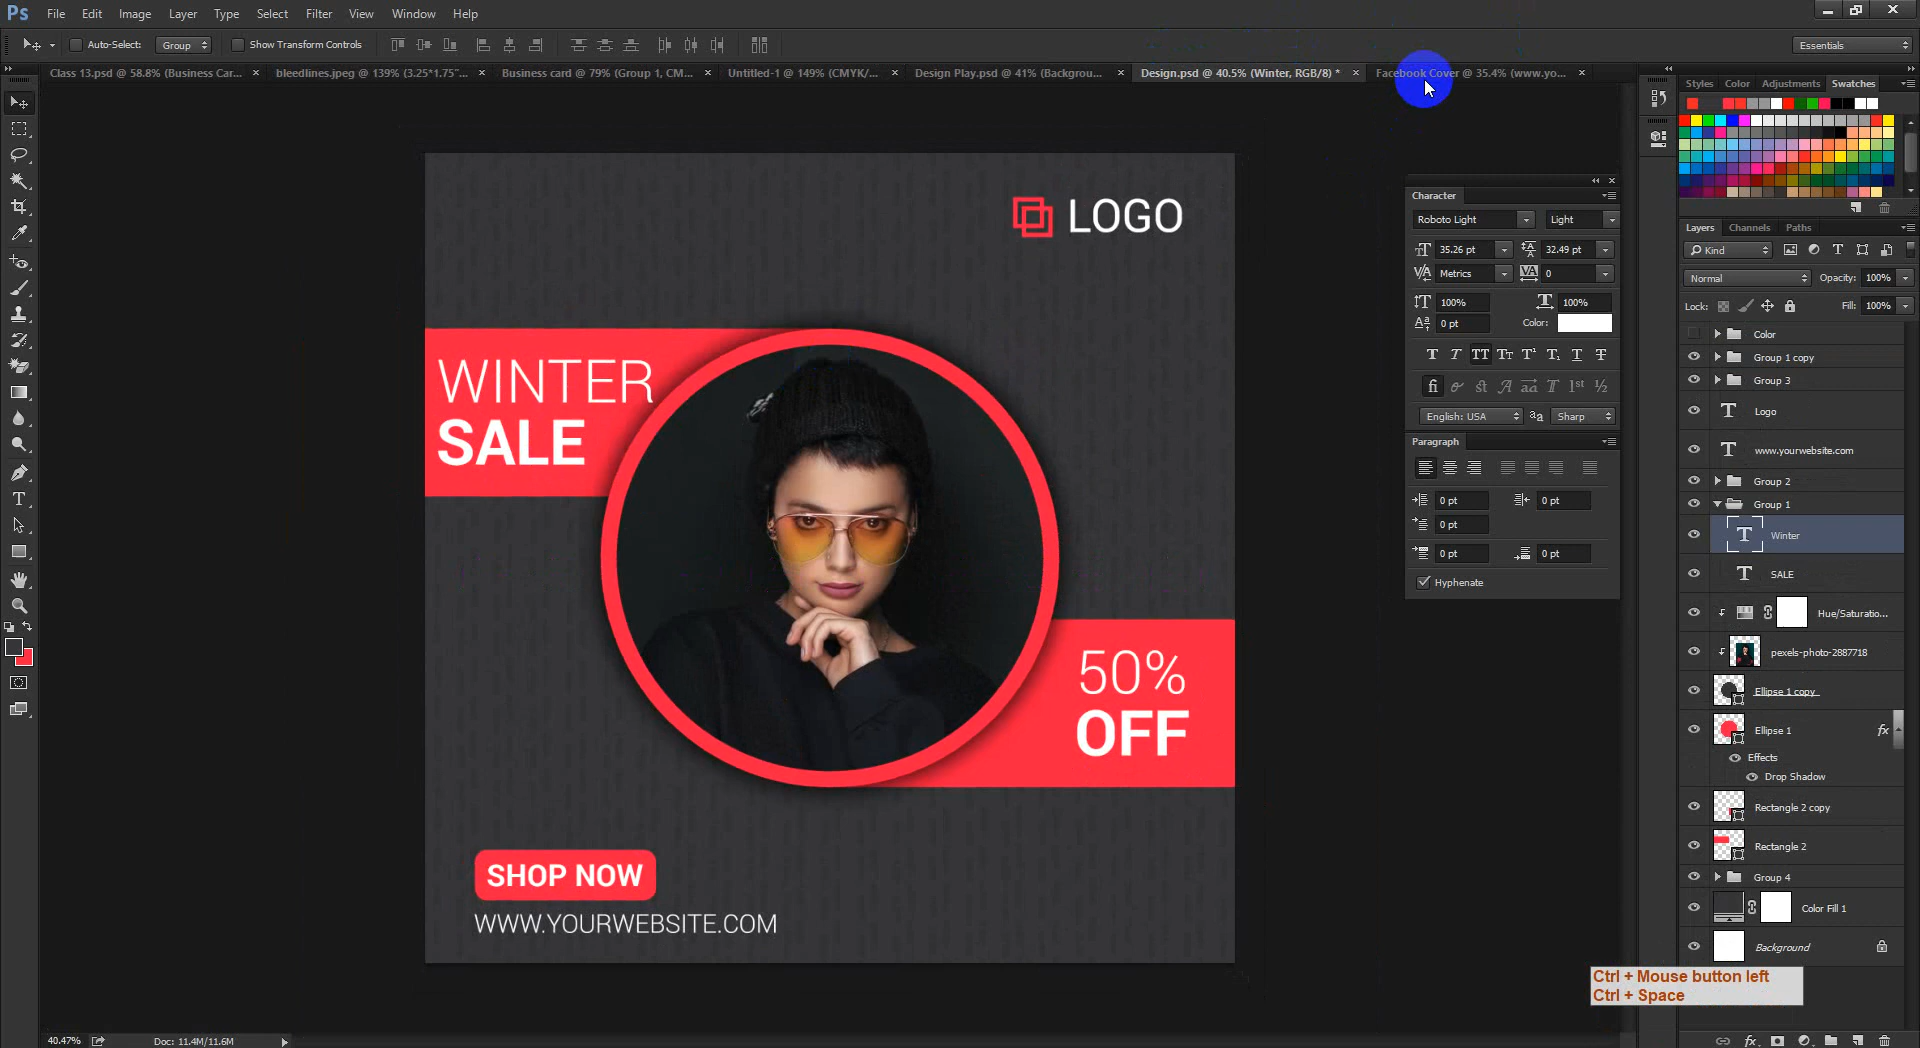 Ps File Edit Image Layer Type Select Filter View Window Help
Auto-Select: Group Show Transform Controls Essentials
Class 13.psd @ 58.8% (Business Car... × bleedlines.jpeg @ 139% (3.25*1.75"... × Business card @ 79% (Group 1, CM... × Untitled-1 @ 149% (CMYK/... × Design Play.psd @ 41% (Backgrou... × Design.psd @ 40.5% (Winter, RGB/8) * × Facebook Cover @ 35.4% (www.yo... ×
Styles Color Adjustments Swatches
LOGO
WINTER
SALE
50%
OFF
SHOP NOW
WWW.YOURWEBSITE.COM
Character
Roboto Light Light
35.26 pt 32.49 pt
Metrics 0
100% 100%
0 pt Color:
English: USA Sharp
Paragraph
0 pt 0 pt
0 pt
0 pt 0 pt
Hyphenate
Layers Channels Paths
Kind
Normal Opacity: 100%
Lock: Fill: 100%
Color
Group 1 copy
Group 3
Logo
www.yourwebsite.com
Group 2
Group 1
Winter
SALE
Hue/Saturatio...
pexels-photo-2887718
Ellipse 1 copy
Ellipse 1 fx
Effects
Drop Shadow
Rectangle 2 copy
Rectangle 2
Group 4
Color Fill 1
Background
Ctrl + Mouse button left
Ctrl + Space
40.47% Doc: 11.4M/11.6M